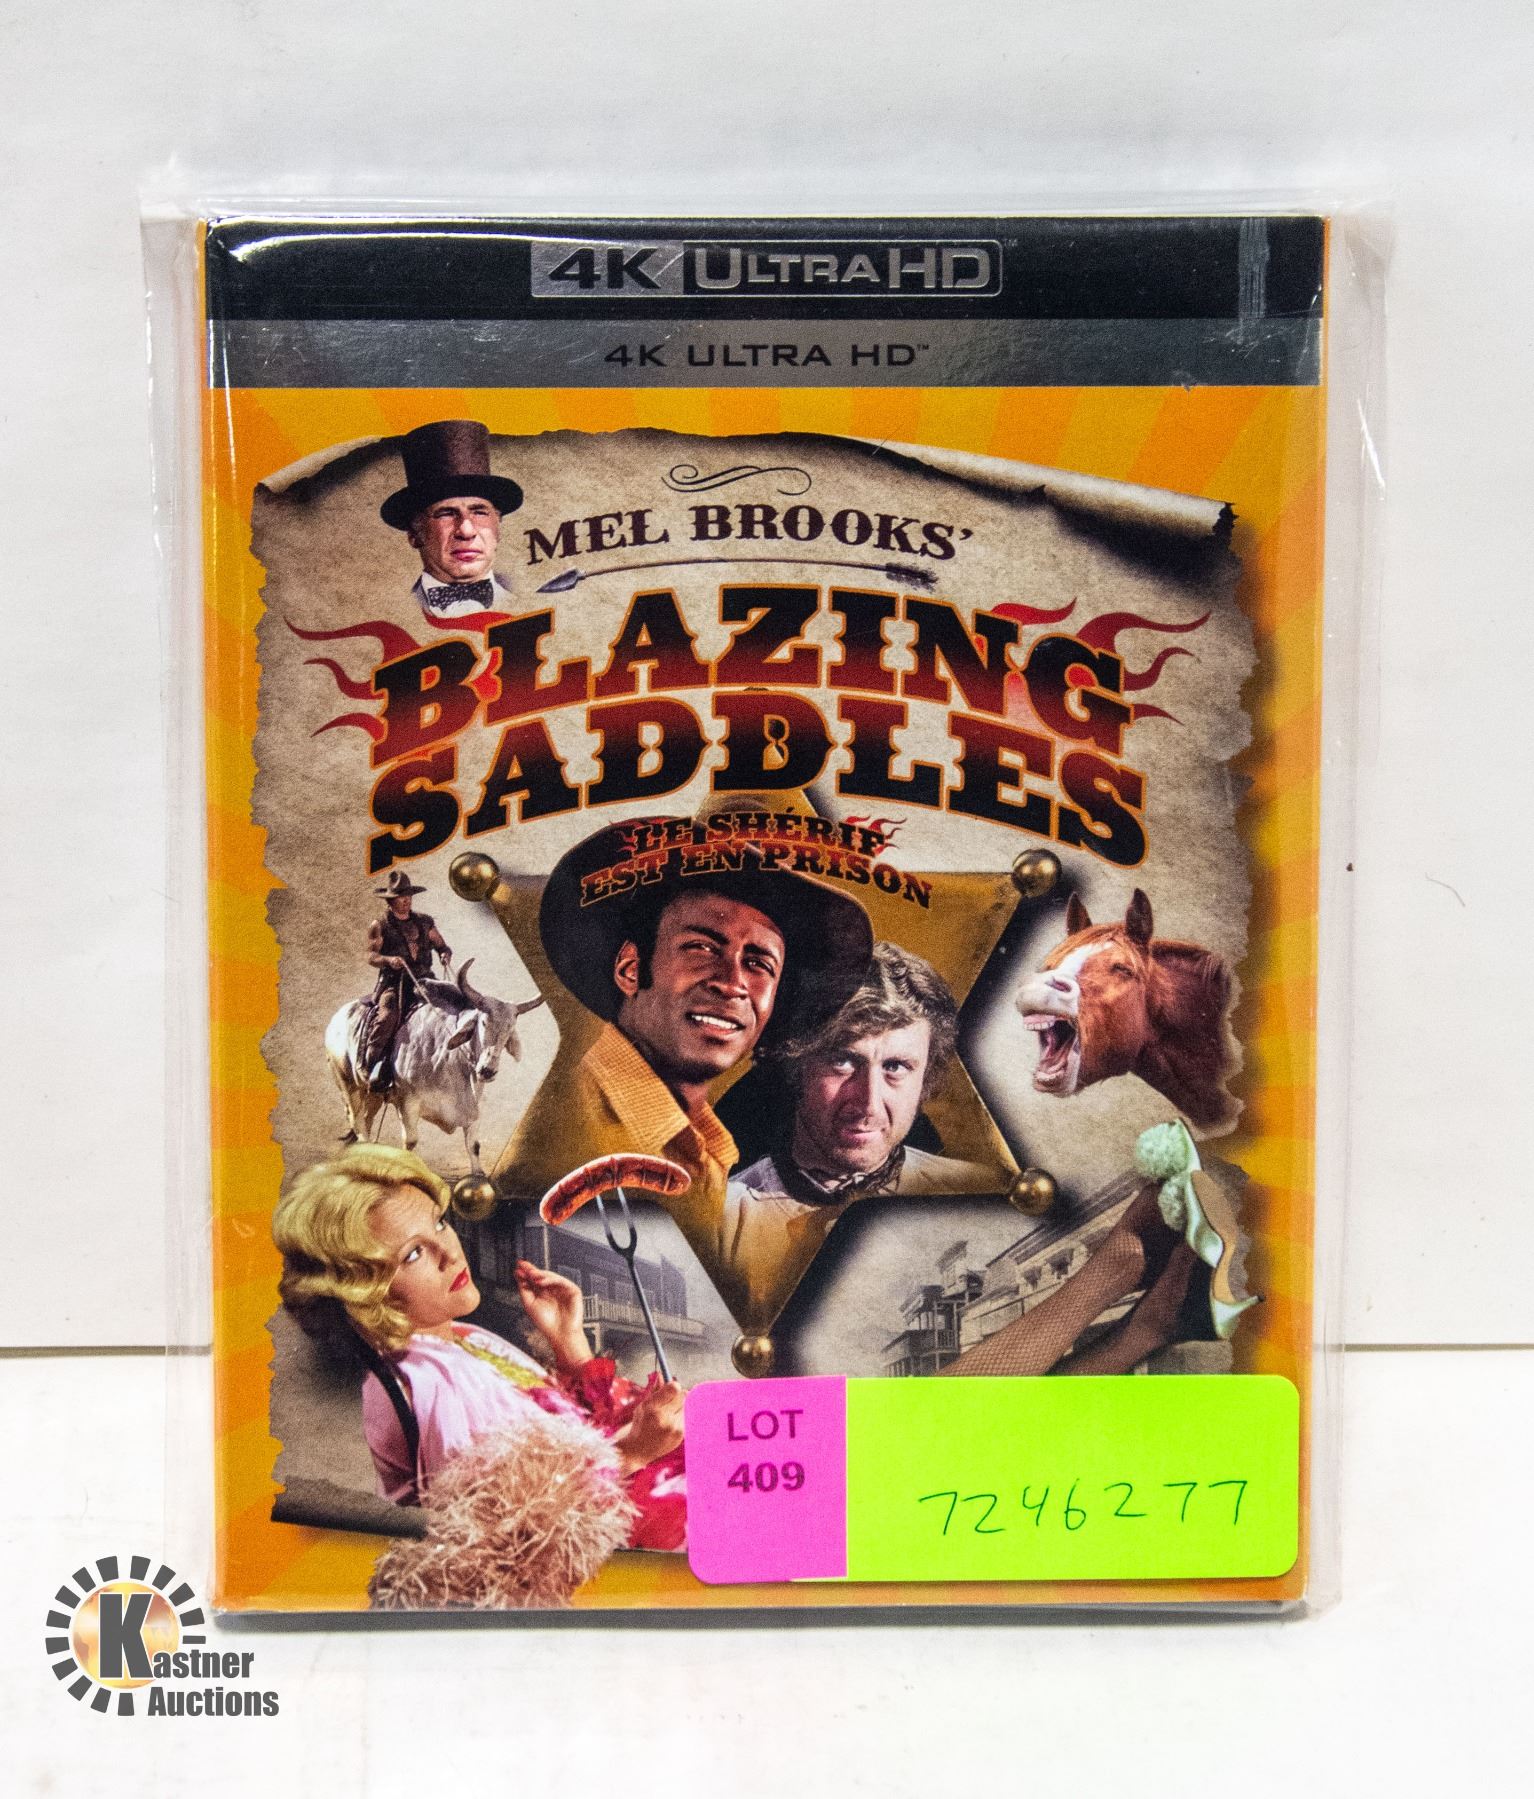 4K ULTRA HD™
4K ULTRA HD™
MEL BROOKS'
BLAZING
SADDLES
LE SHÉRIF
EST EN PRISON
LOT
409
7246277
Kastner
Auctions